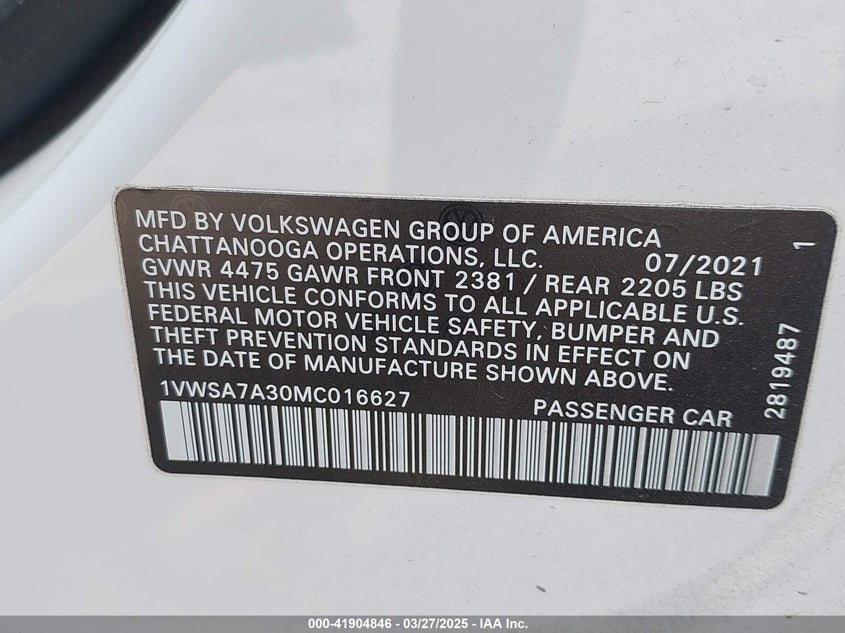 MFD BY VOLKSWAGEN GROUP OF AMERICA
CHATTANOOGA OPERATIONS, LLC. 07/2021
GVWR 4475 GAWR FRONT 2381 / REAR 2205 LBS
THIS VEHICLE CONFORMS TO ALL APPLICABLE U.S.
FEDERAL MOTOR VEHICLE SAFETY, BUMPER AND
THEFT PREVENTION STANDARDS IN EFFECT ON
THE DATE OF MANUFACTURE SHOWN ABOVE.
1VWSA7A30MC016627 PASSENGER CAR
2819487 1
000-41904846 - 03/27/2025 - IAA Inc.